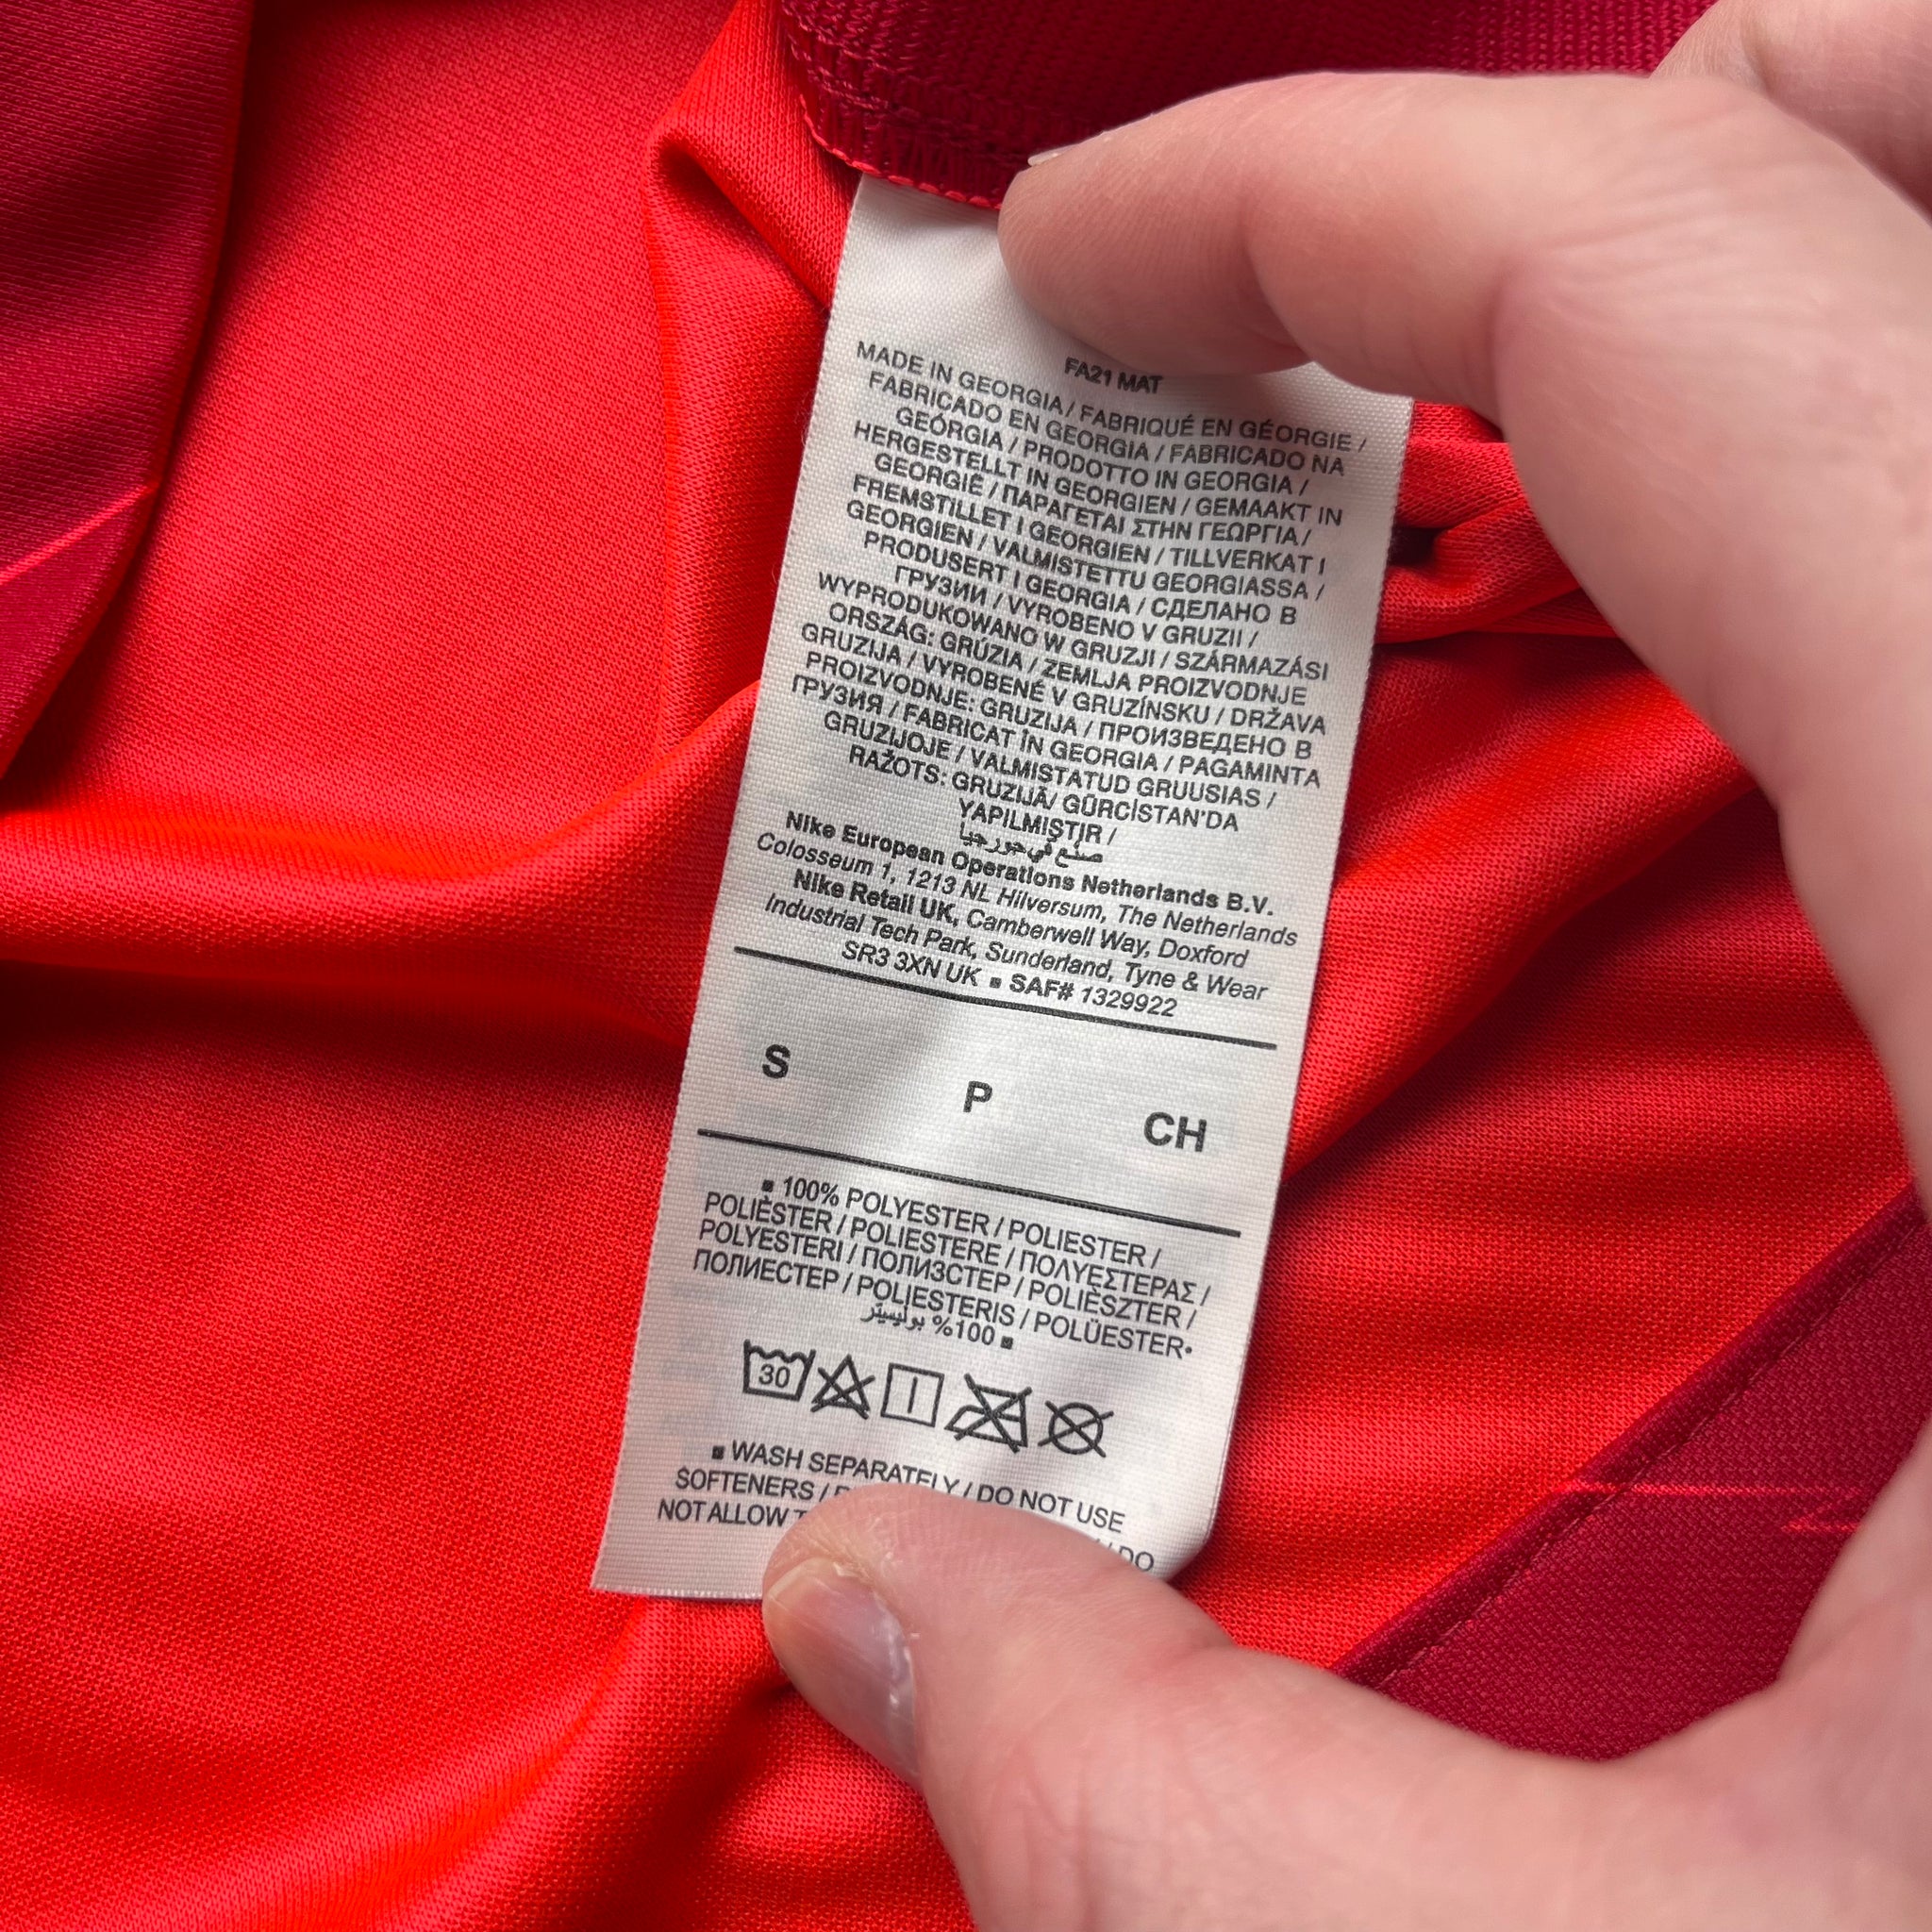 FA21 MAT
MADE IN GEORGIA / FABRIQUÉ EN GÉORGIE /
FABRICADO EN GEORGIA / FABRICADO NA
GEÓRGIA / PRODOTTO IN GEORGIA /
HERGESTELLT IN GEORGIEN / GEMAAKT IN
GEORGIË / ΠΑΡΑΓΕΤΑΙ ΣΤΗΝ ΓΕΩΡΓΙΑ /
FREMSTILLET I GEORGIEN / TILLVERKAT I
GEORGIEN / VALMISTETTU GEORGIASSA /
PRODUSERT I GEORGIA / СДЕЛАНО В
ГРУЗИИ / VYROBENO V GRUZII /
WYPRODUKOWANO W GRUZJI / SZÁRMAZÁSI
ORSZÁG: GRÚZIA / ZEMLJA PROIZVODNJE
GRUZIJA / VYROBENÉ V GRUZÍNSKU / DRŽAVA
PROIZVODNJE: GRUZIJA / ПРОИЗВЕДЕНО В
ГРУЗИЯ / FABRICAT ÎN GEORGIA / PAGAMINTA
GRUZIJOJE / VALMISTATUD GRUUSIAS /
RAŽOTS: GRUZIJĀ/ GÜRCİSTAN'DA
YAPILMIŞTIR /
صنع في جورجيا
Nike European Operations Netherlands B.V.
Colosseum 1, 1213 NL Hilversum, The Netherlands
Nike Retail UK, Camberwell Way, Doxford
Industrial Tech Park, Sunderland, Tyne & Wear
SR3 3XN UK ▪ SAF# 1329922
S P CH
▪ 100% POLYESTER / POLIESTER /
POLIÈSTER / POLIESTERE / ΠΟΛΥΕΣΤΕΡΑΣ /
POLYESTERI / ПОЛИЭСТЕР / POLIÈSZTER /
ПОЛИЕСТЕР / POLIESTERIS / POLÜESTER•
100% بوليستر ▪
30
▪ WASH SEPARATELY / DO NOT USE
SOFTENERS /
NOT ALLOW / DO